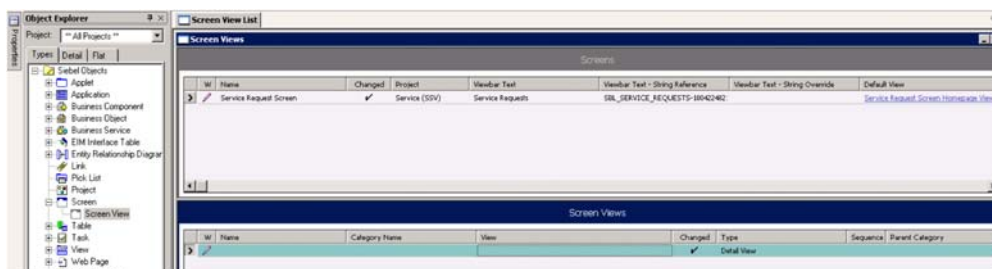 Object Explorer
Project: ** All Projects **
Types Detail Flat
Siebel Objects
Applet
Application
Business Component
Business Object
Business Service
EIM Interface Table
Entity Relationship Diagrar
Link
Pick List
Project
Screen
Screen View
Table
Task
View
Web Page
Properties
Screen View List
Screen Views
Screens
W Name Changed Project Viewbar Text Viewbar Text - String Reference Viewbar Text - String Override Default View
Service Request Screen Service (SSV) Service Requests Service Request Screen Homepage View
Screen Views
W Name Category Name View Changed Type Sequence Parent Category
Detail View